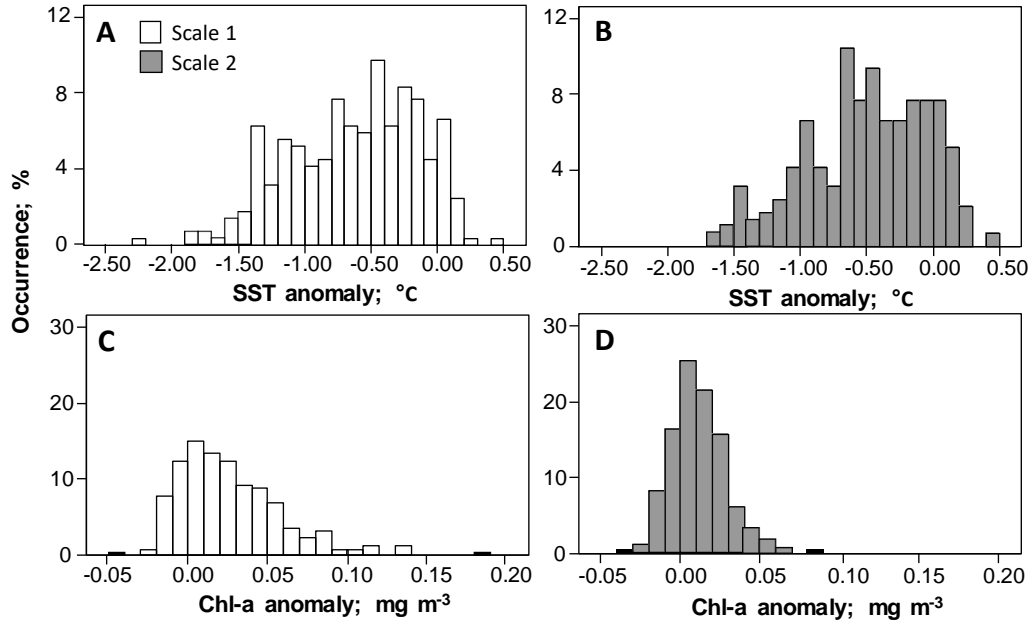 Occurrence; %
12
8
4
0
A
Scale 1
Scale 2
-2.50 -1.50 -1.00 -0.50 0.00 0.50
SST anomaly; °C
12
8
4
0
B
-2.50 -2.00 -1.00 -0.50 0.00 0.50
SST anomaly; °C
30
20
10
0
C
-0.05 0.00 0.05 0.10 0.15 0.20
Chl-a anomaly; mg m⁻³
30
20
10
0
D
-0.05 0.00 0.05 0.10 0.15 0.20
Chl-a anomaly; mg m⁻³